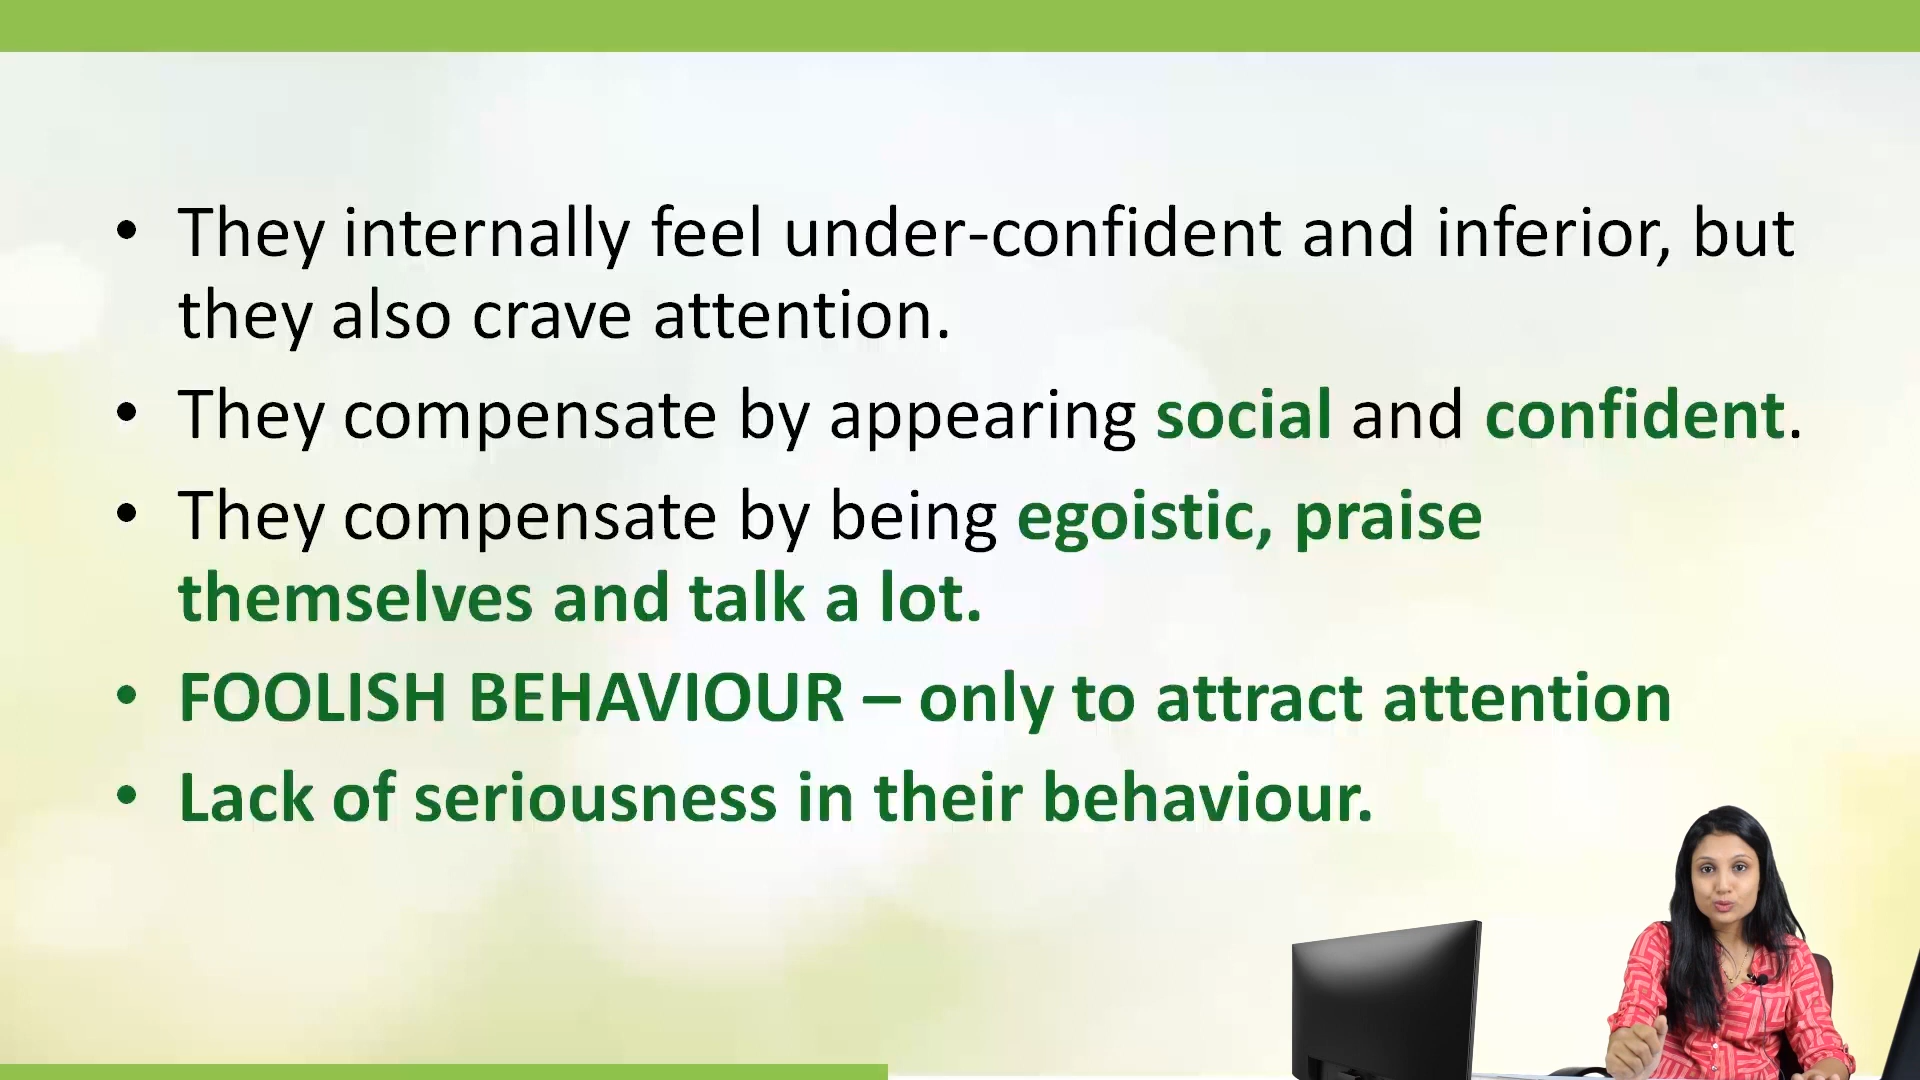 • They internally feel under-confident and inferior, but
they also crave attention.
• They compensate by appearing social and confident.
• They compensate by being egoistic, praise
themselves and talk a lot.
• FOOLISH BEHAVIOUR – only to attract attention
• Lack of seriousness in their behaviour.